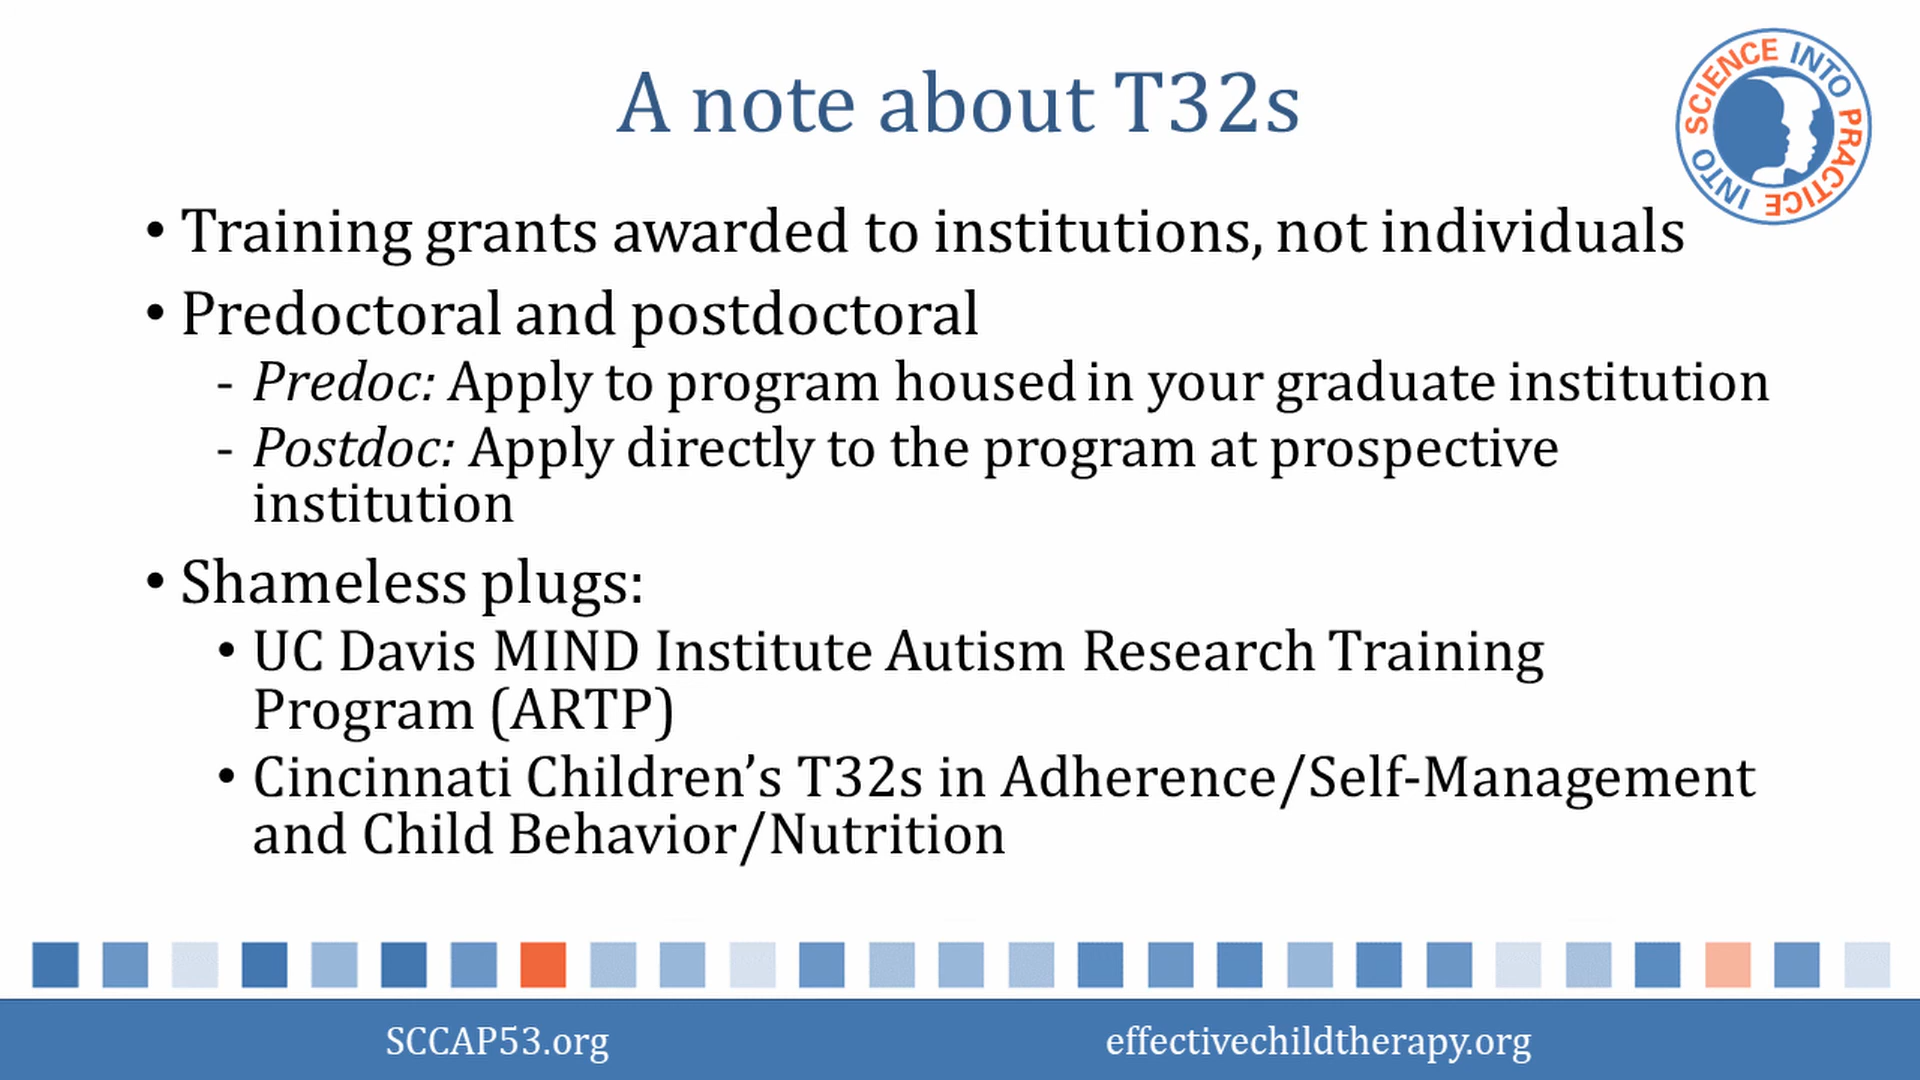 A note about T32s
SCIENCE INTO PRACTICE INTO
• Training grants awarded to institutions, not individuals
• Predoctoral and postdoctoral
- Predoc: Apply to program housed in your graduate institution
- Postdoc: Apply directly to the program at prospective
institution
• Shameless plugs:
• UC Davis MIND Institute Autism Research Training
Program (ARTP)
• Cincinnati Children’s T32s in Adherence/Self-Management
and Child Behavior/Nutrition
SCCAP53.org
effectivechildtherapy.org